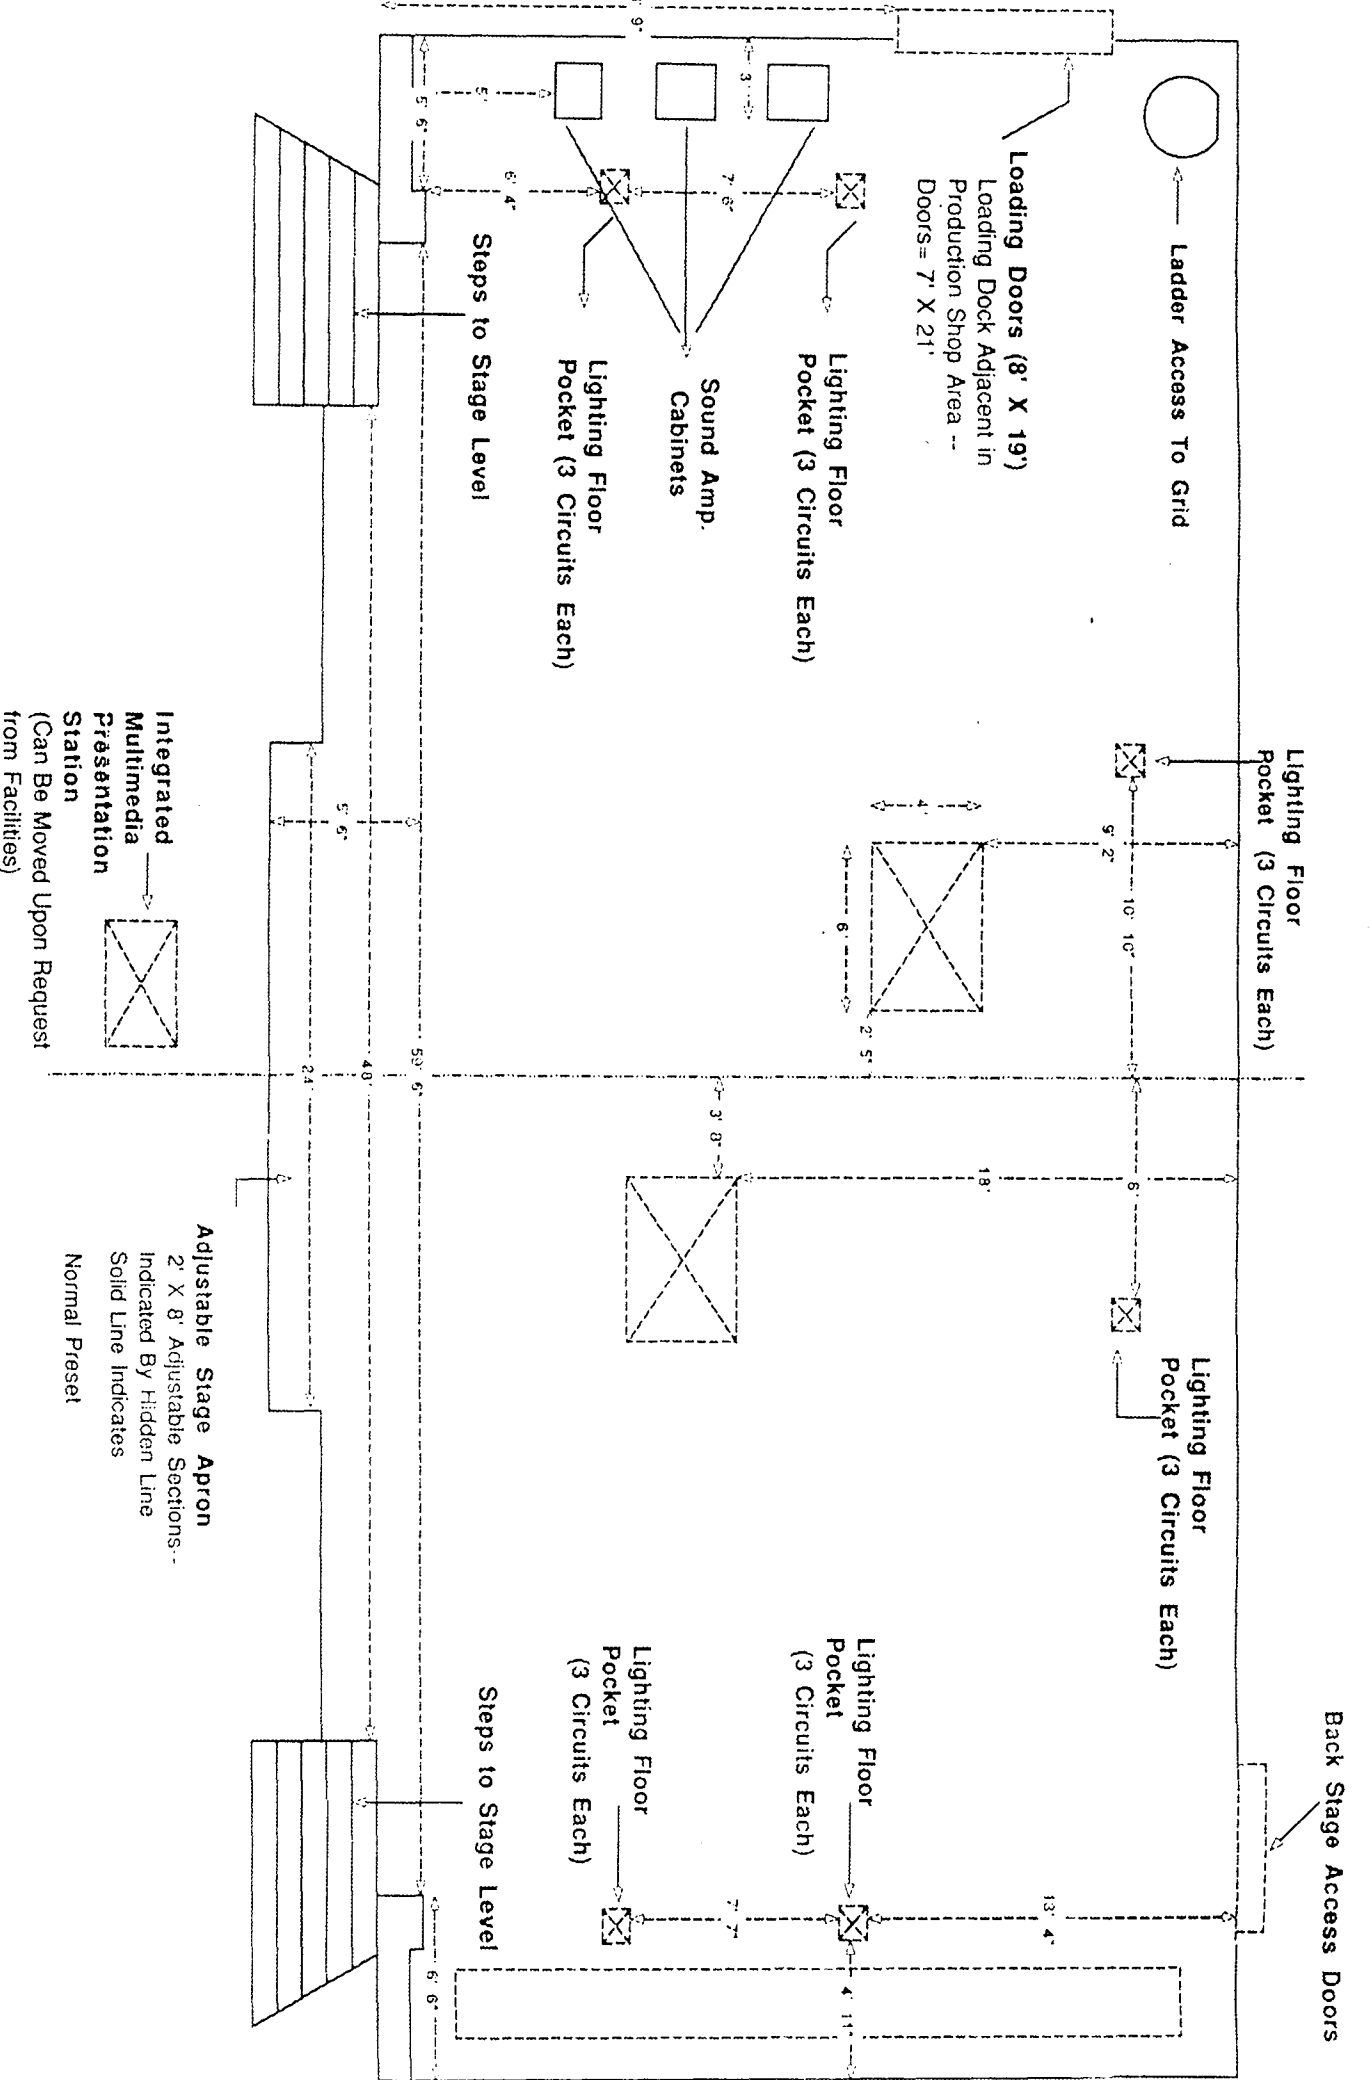 Back Stage Access Doors
Lighting Floor
Pocket (3 Circuits Each)
Ladder Access To Grid
Lighting Floor
Pocket (3 Circuits Each)
Loading Doors (8' X 19')
Loading Dock Adjacent in
Production Shop Area --
Doors= 7' X 21'
9' 2"
10' 10"
6'
13' 4"
4'
6'
2' 5"
18'
3' 8"
Lighting Floor
Pocket (3 Circuits Each)
Lighting Floor
Pocket
(3 Circuits Each)
3'
7' 6"
4' 11"
7' 7"
Sound Amp.
Cabinets
9"
Lighting Floor
Pocket (3 Circuits Each)
Lighting Floor
Pocket
(3 Circuits Each)
5'
6' 4"
Steps to Stage Level
Steps to Stage Level
5' 6"
59' 6"
6' 6"
48'
5' 6"
24'
Adjustable Stage Apron
2' X 8' Adjustable Sections--
Indicated By Hidden Line
Solid Line Indicates
Normal Preset
Integrated
Multimedia
Presentation
Station
(Can Be Moved Upon Request
from Facilities)